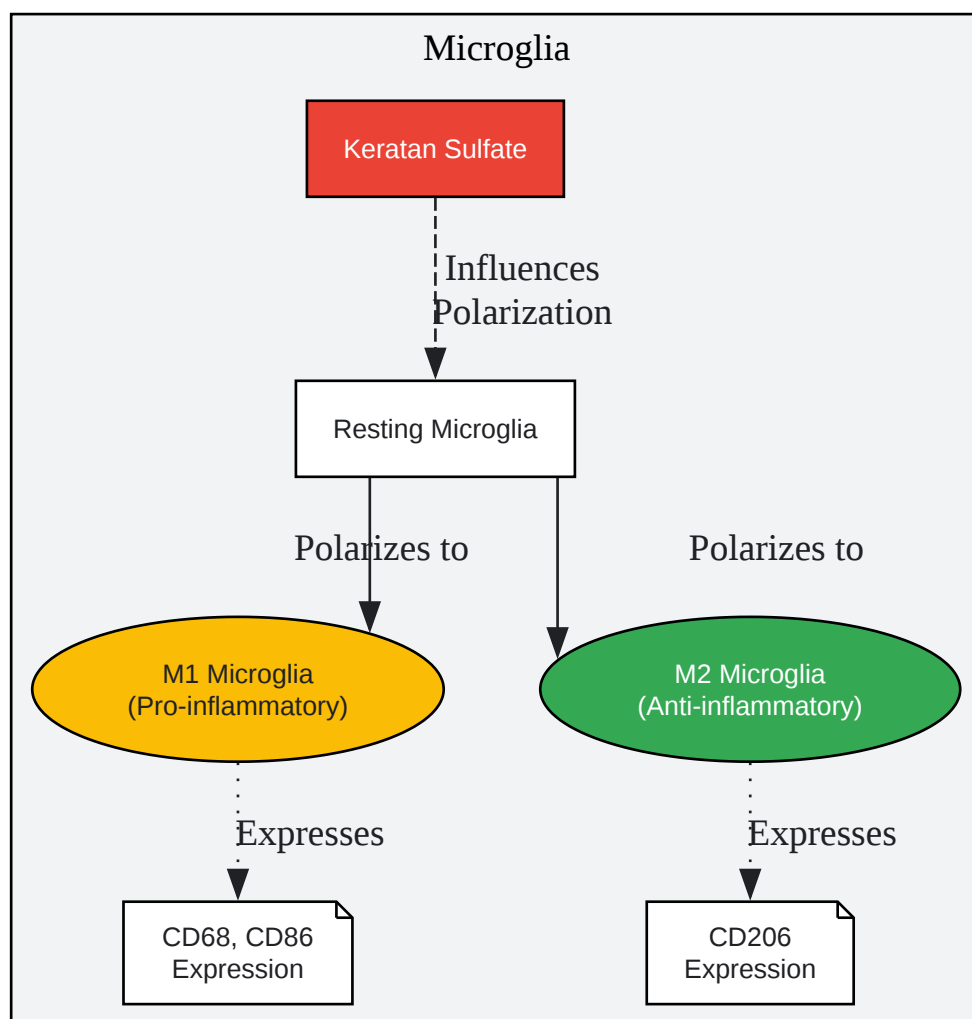 Microglia
Keratan Sulfate
Influences
Polarization
Resting Microglia
Polarizes to
Polarizes to
M1 Microglia
(Pro-inflammatory)
M2 Microglia
(Anti-inflammatory)
Expresses
Expresses
CD68, CD86
Expression
CD206
Expression